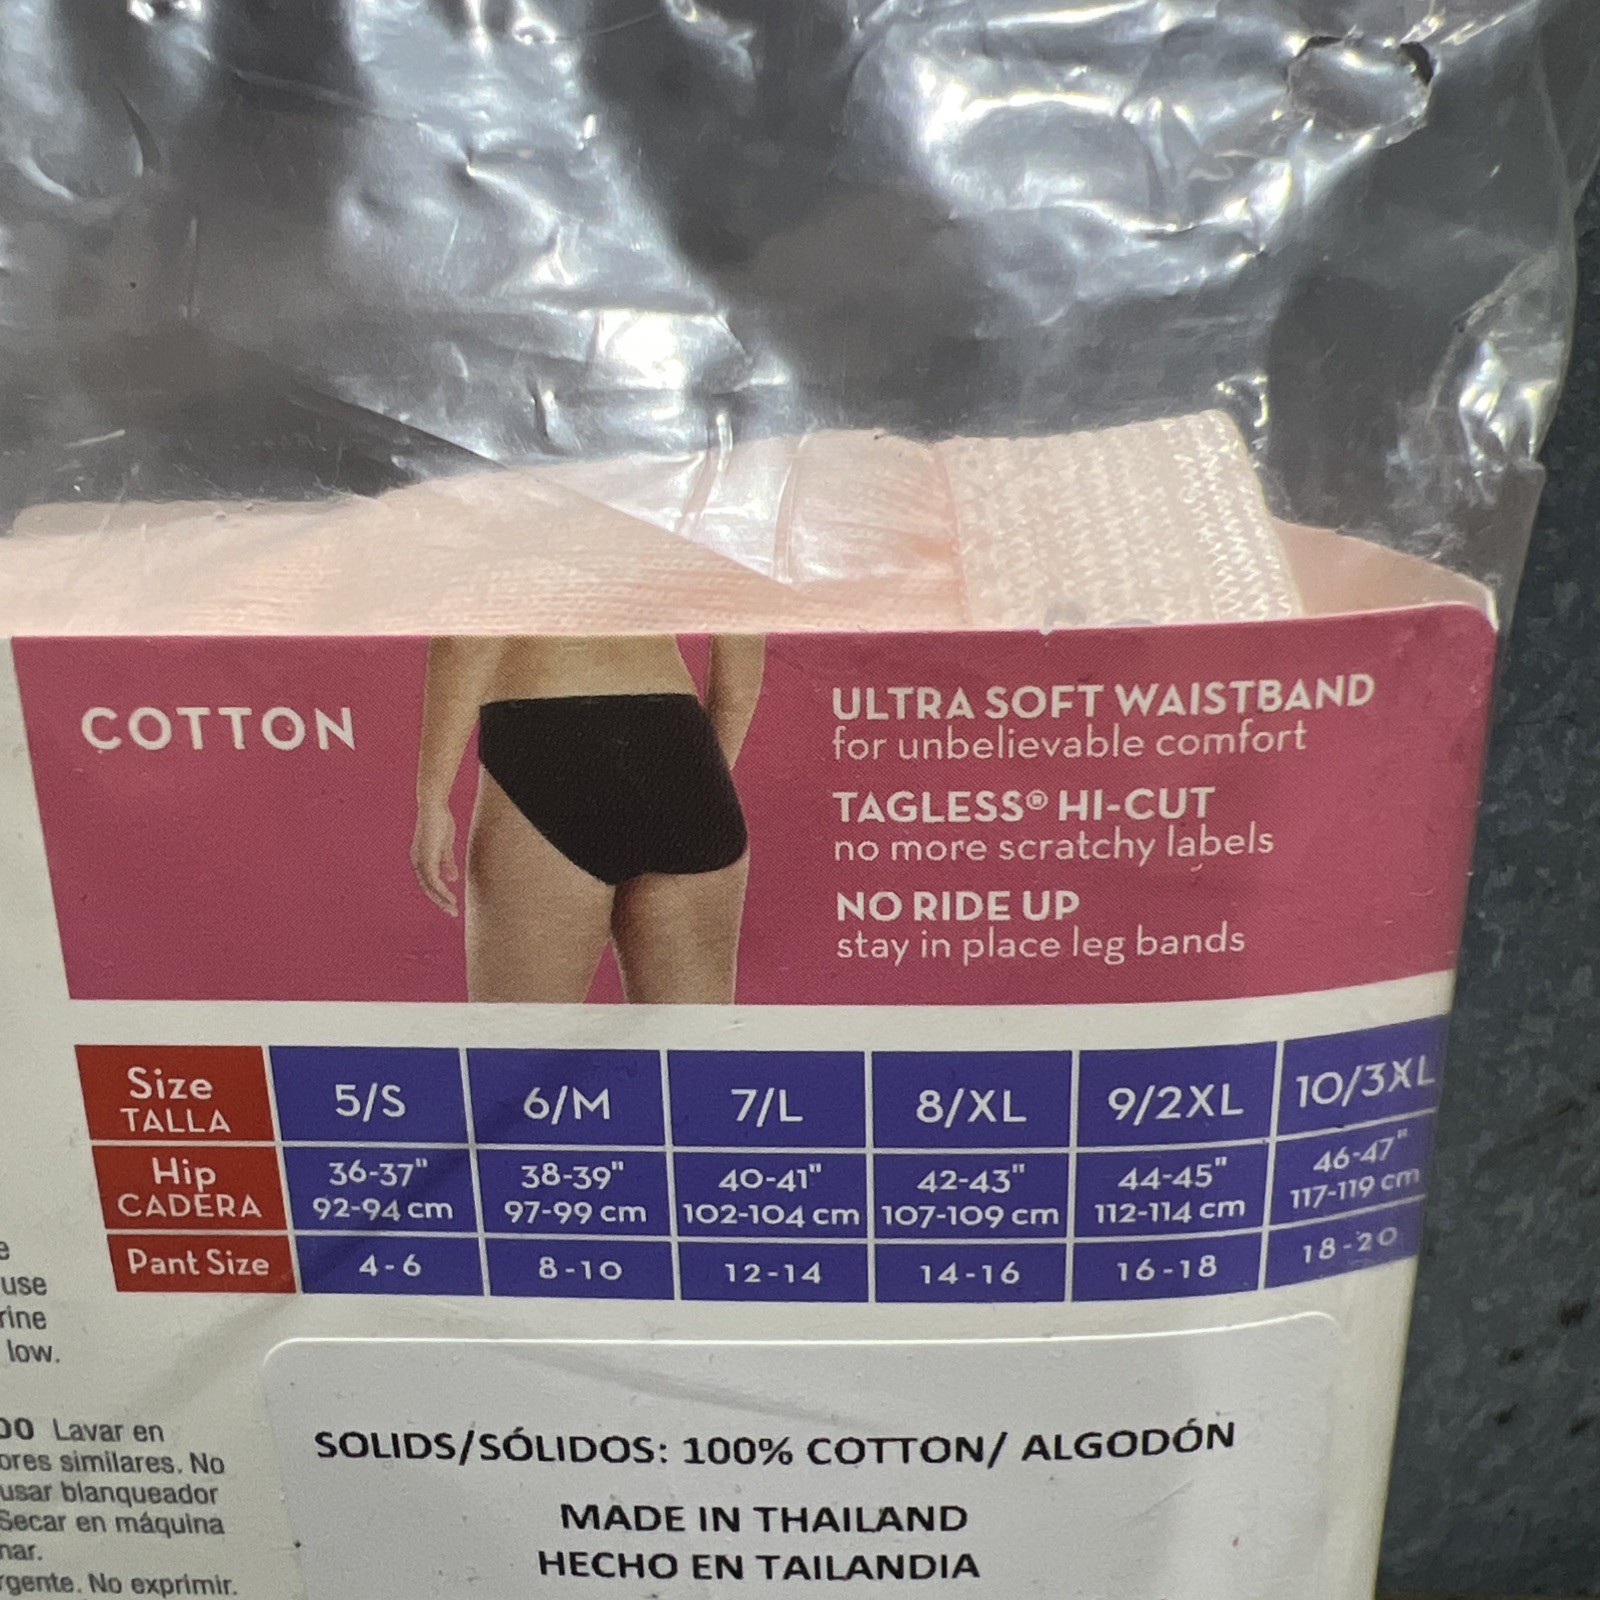 COTTON
ULTRA SOFT WAISTBAND
for unbelievable comfort
TAGLESS® HI-CUT
no more scratchy labels
NO RIDE UP
stay in place leg bands
Size TALLA 5/S 6/M 7/L 8/XL 9/2XL 10/3XL
Hip CADERA 36-37" 38-39" 40-41" 42-43" 44-45" 46-47"
92-94 cm 97-99 cm 102-104 cm 107-109 cm 112-114 cm 117-119 cm
Pant Size 4-6 8-10 12-14 14-16 16-18 18-20
use
low.
Lavar en
similares. No
usar blanqueador
Secar en máquina
No exprimir.
SOLIDS/SÓLIDOS: 100% COTTON/ ALGODÓN
MADE IN THAILAND
HECHO EN TAILANDIA